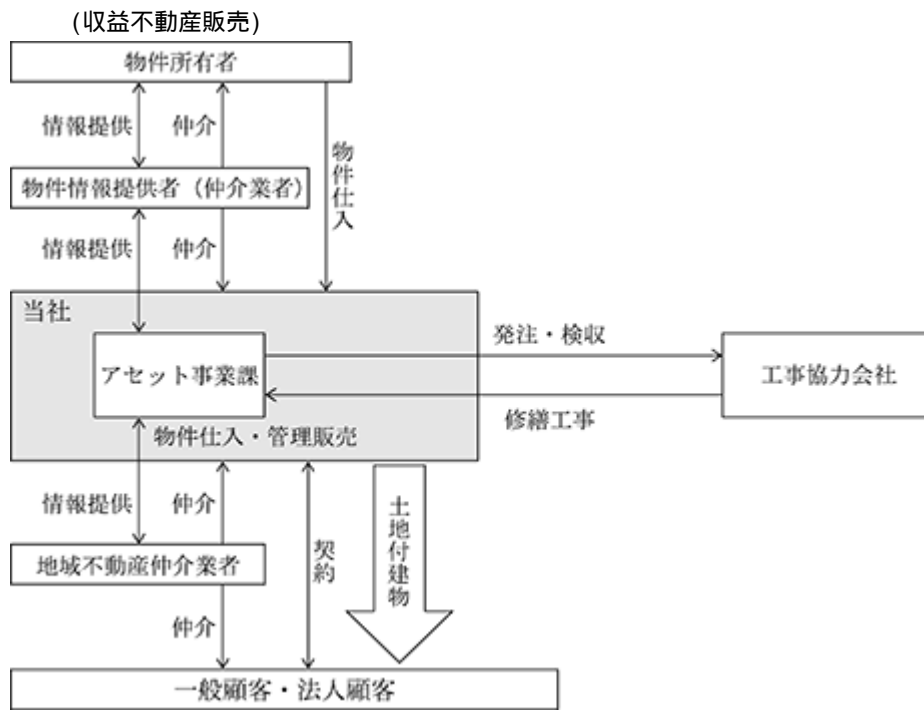 (収益不動産販売)
物件所有者
情報提供
仲介
物件仕入
物件情報提供者（仲介業者）
情報提供
仲介
当社
アセット事業課
発注・検収
工事協力会社
修繕工事
物件仕入・管理販売
情報提供
仲介
契約
土地付建物
地域不動産仲介業者
仲介
一般顧客・法人顧客